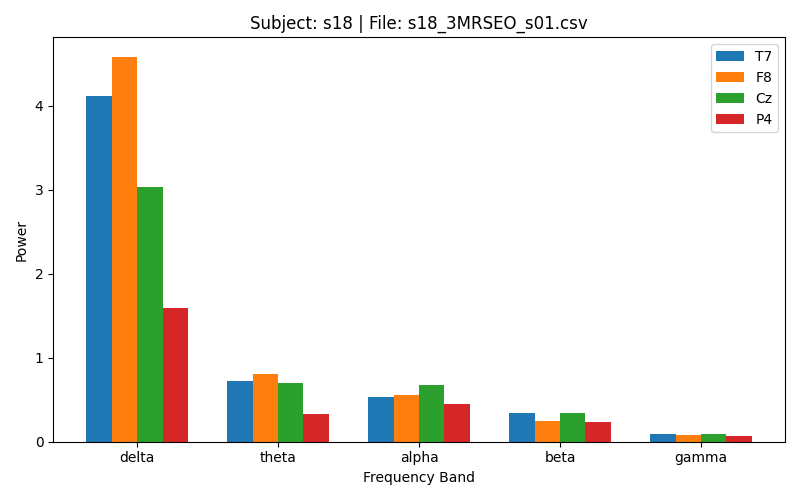 Subject: s18 | File: s18_3MRSEO_s01.csv
T7
F8
Cz
P4
Power
4
3
2
1
0
delta theta alpha beta gamma
Frequency Band